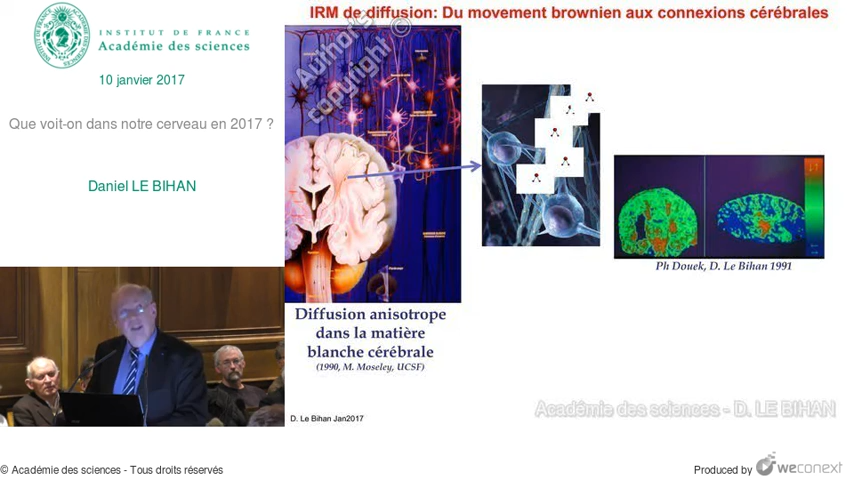 INSTITUT DE FRANCE
Académie des sciences
10 janvier 2017
Que voit-on dans notre cerveau en 2017 ?
Daniel LE BIHAN
IRM de diffusion: Du movement brownien aux connexions cérébrales
Author's
copyright ©
Ph Douek, D. Le Bihan 1991
Diffusion anisotrope
dans la matière
blanche cérébrale
(1990, M. Moseley, UCSF)
D. Le Bihan Jan2017
Académie des sciences - D. LE BIHAN
© Académie des sciences - Tous droits réservés
Produced by weconext